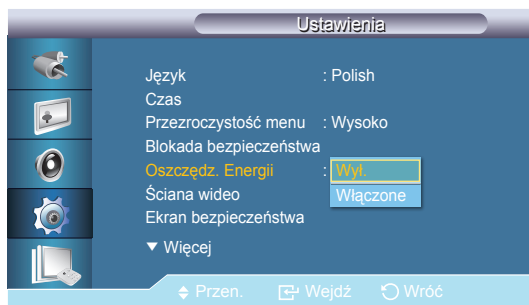 Ustawienia
Język : Polish
Czas
Przezroczystość menu : Wysoko
Blokada bezpieczeństwa
Oszczędz. Energii : Wył.
Włączone
Ściana wideo
Ekran bezpieczeństwa
▼ Więcej
Przen. Wejdź Wróć